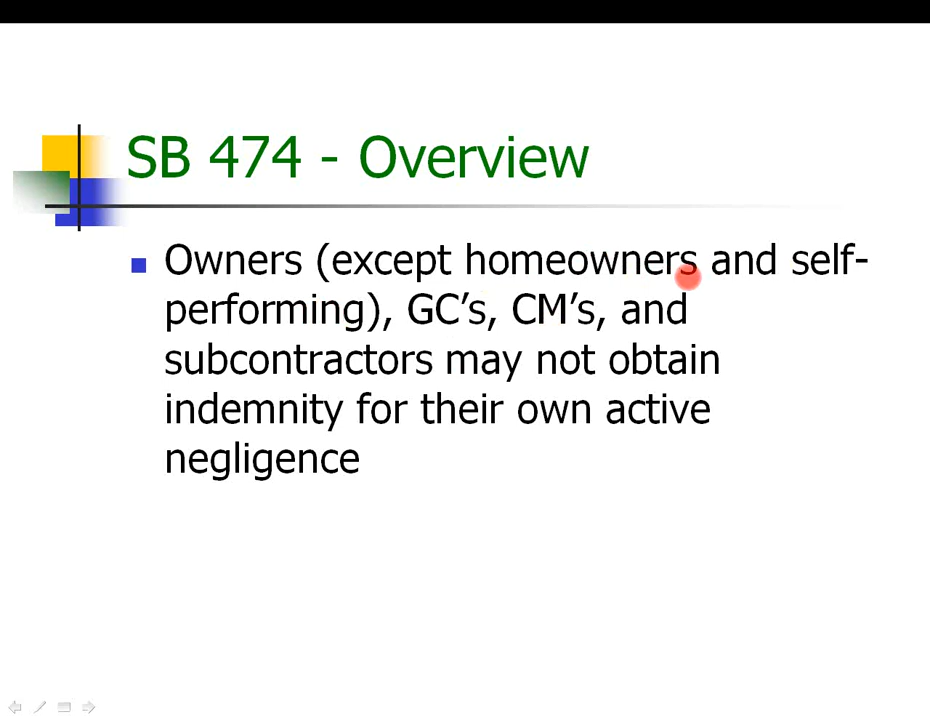 SB 474 - Overview
Owners (except homeowners and self-
performing), GC’s, CM’s, and
subcontractors may not obtain
indemnity for their own active
negligence